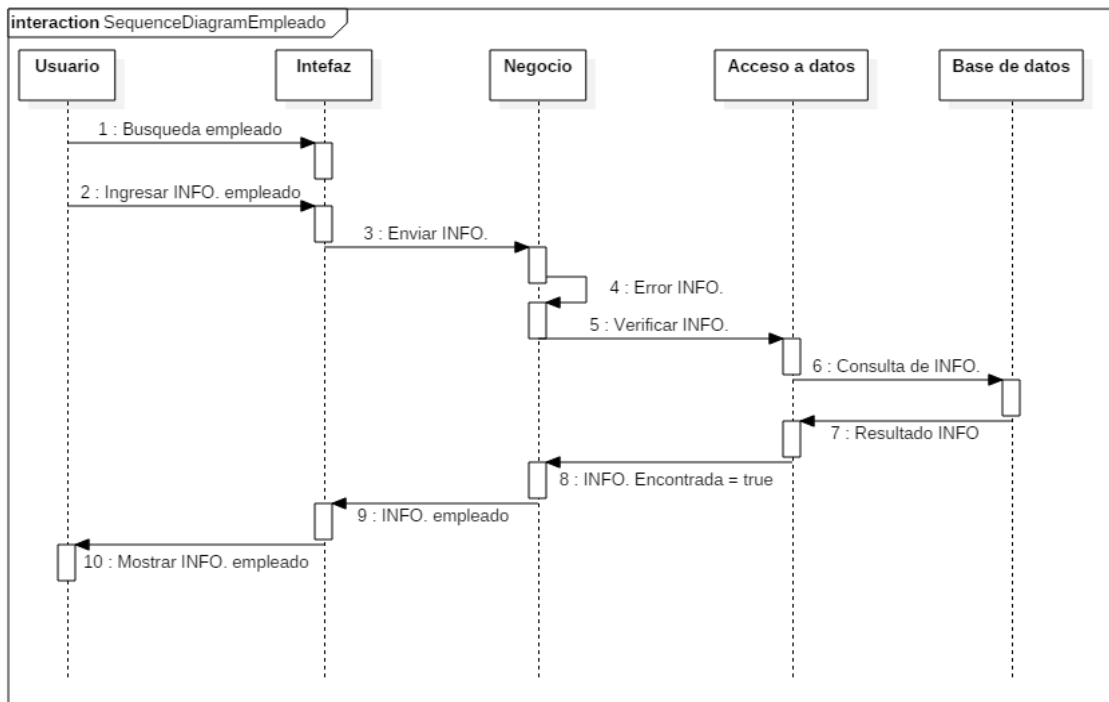 interaction SequenceDiagramEmpleado
Usuario
Intefaz
Negocio
Acceso a datos
Base de datos
1 : Busqueda empleado
2 : Ingresar INFO. empleado
3 : Enviar INFO.
4 : Error INFO.
5 : Verificar INFO.
6 : Consulta de INFO.
7 : Resultado INFO
8 : INFO. Encontrada = true
9 : INFO. empleado
10 : Mostrar INFO. empleado